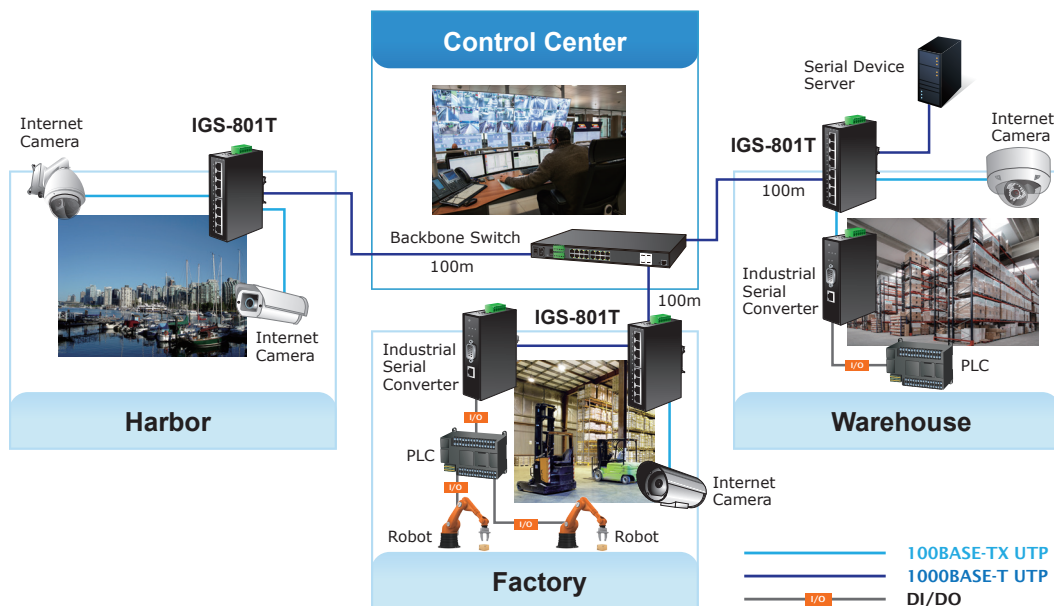 Control Center
Serial Device
Server
Internet
Camera
IGS-801T
IGS-801T
Internet
Camera
100m
Backbone Switch
100m
100m
Industrial
Serial
Converter
Internet
Camera
IGS-801T
Industrial
Serial
Converter
I/O
PLC
Harbor
I/O
Warehouse
PLC
I/O
Internet
Camera
I/O
Robot
Robot
Factory
100BASE-TX UTP
1000BASE-T UTP
I/O
DI/DO